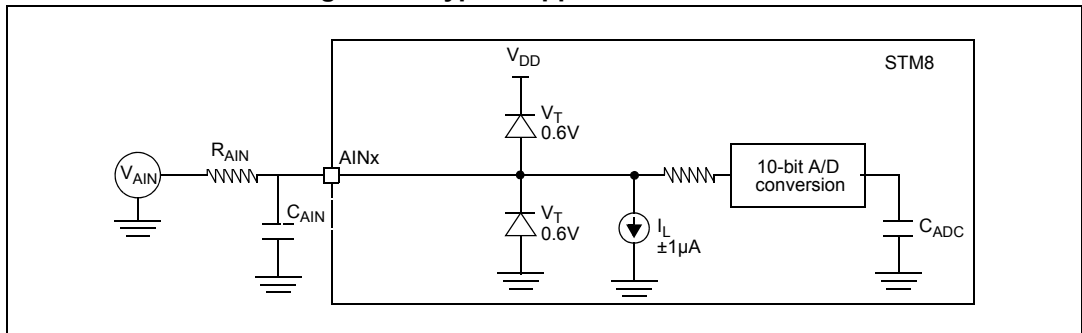 V_DD
STM8
V_T
0.6V
R_AIN
AINx
V_AIN
10-bit A/D
conversion
C_AIN
V_T
0.6V
I_L
±1µA
C_ADC